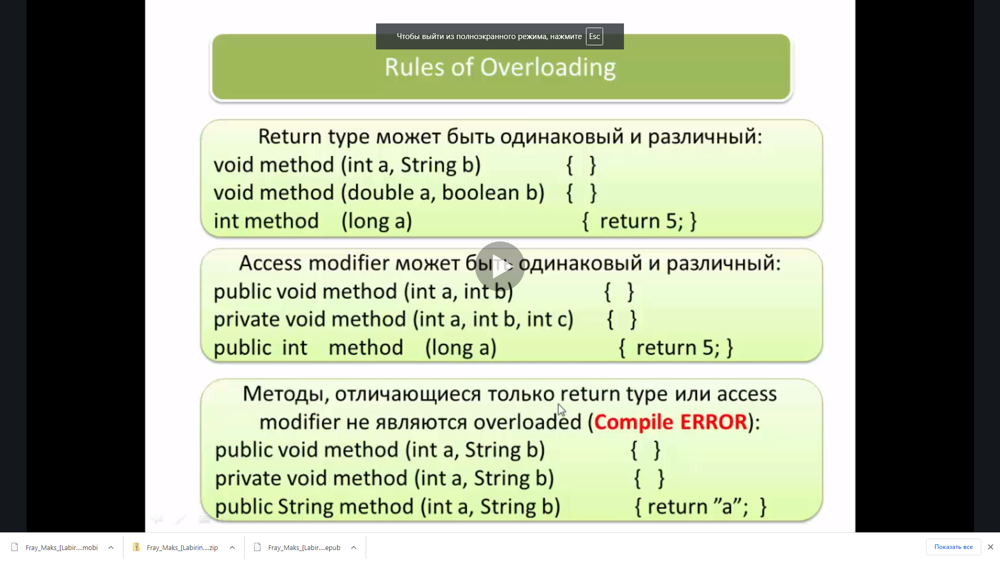 Чтобы выйти из полноэкранного режима, нажмите Esc
Rules of Overloading
Return type может быть одинаковый и различный:
void method (int a, String b) { }
void method (double a, boolean b) { }
int method (long a) { return 5; }
Access modifier может быть одинаковый и различный:
public void method (int a, int b) { }
private void method (int a, int b, int c) { }
public int method (long a) { return 5; }
Методы, отличающиеся только return type или access
modifier не являются overloaded (Compile ERROR):
public void method (int a, String b) { }
private void method (int a, String b) { }
public String method (int a, String b) { return ”a”; }
Fray_Maks_[Labir....mobi
Fray_Maks_[Labirin....zip
Fray_Maks_[Labir....epub
Показать все